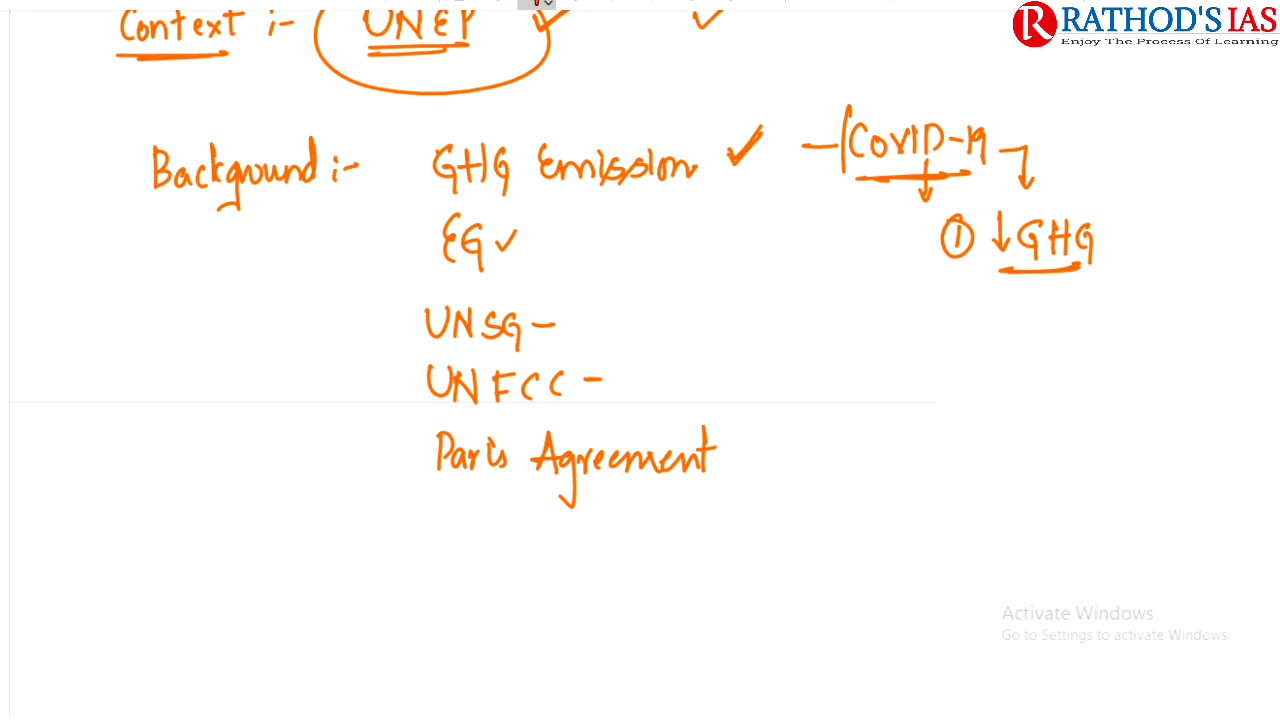 Context :- UNEP
RATHOD'S IAS
Enjoy The Process Of Learning
Background :- GHG Emission - COVID-19
① ↓ GHG
EG
UNSG -
UNFCC -
Paris Agreement
Activate Windows
Go to Settings to activate Windows.